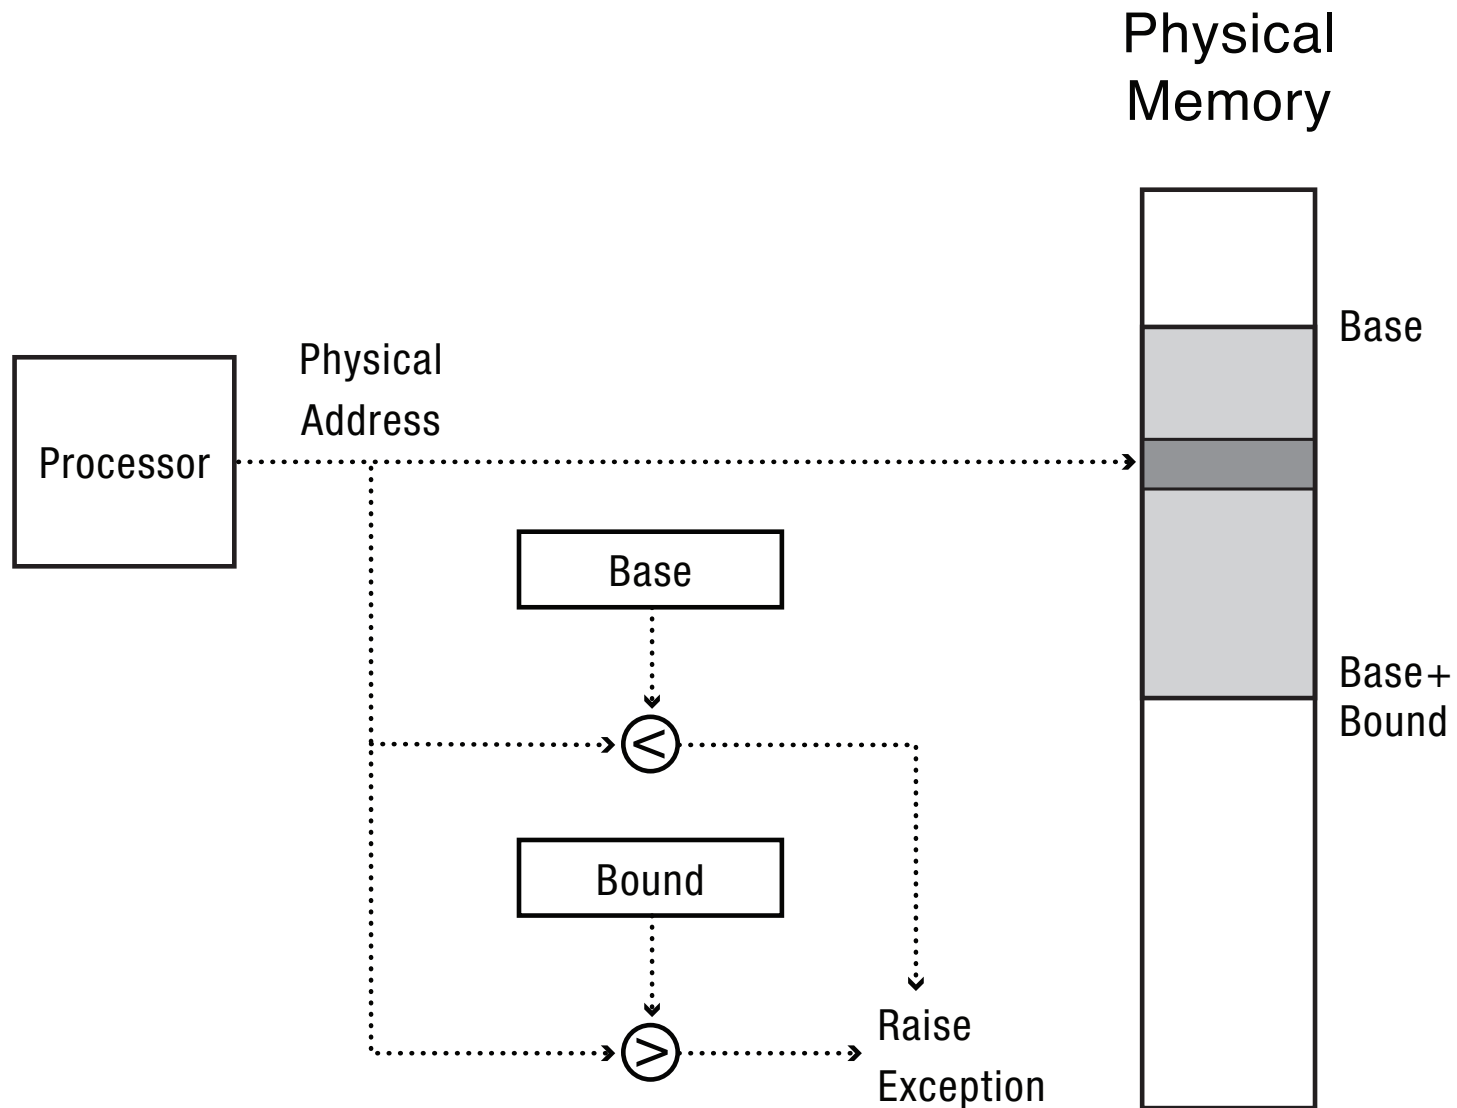 Physical
Memory
Base
Physical
Address
Processor
Base
<
Base+
Bound
Bound
>
Raise
Exception